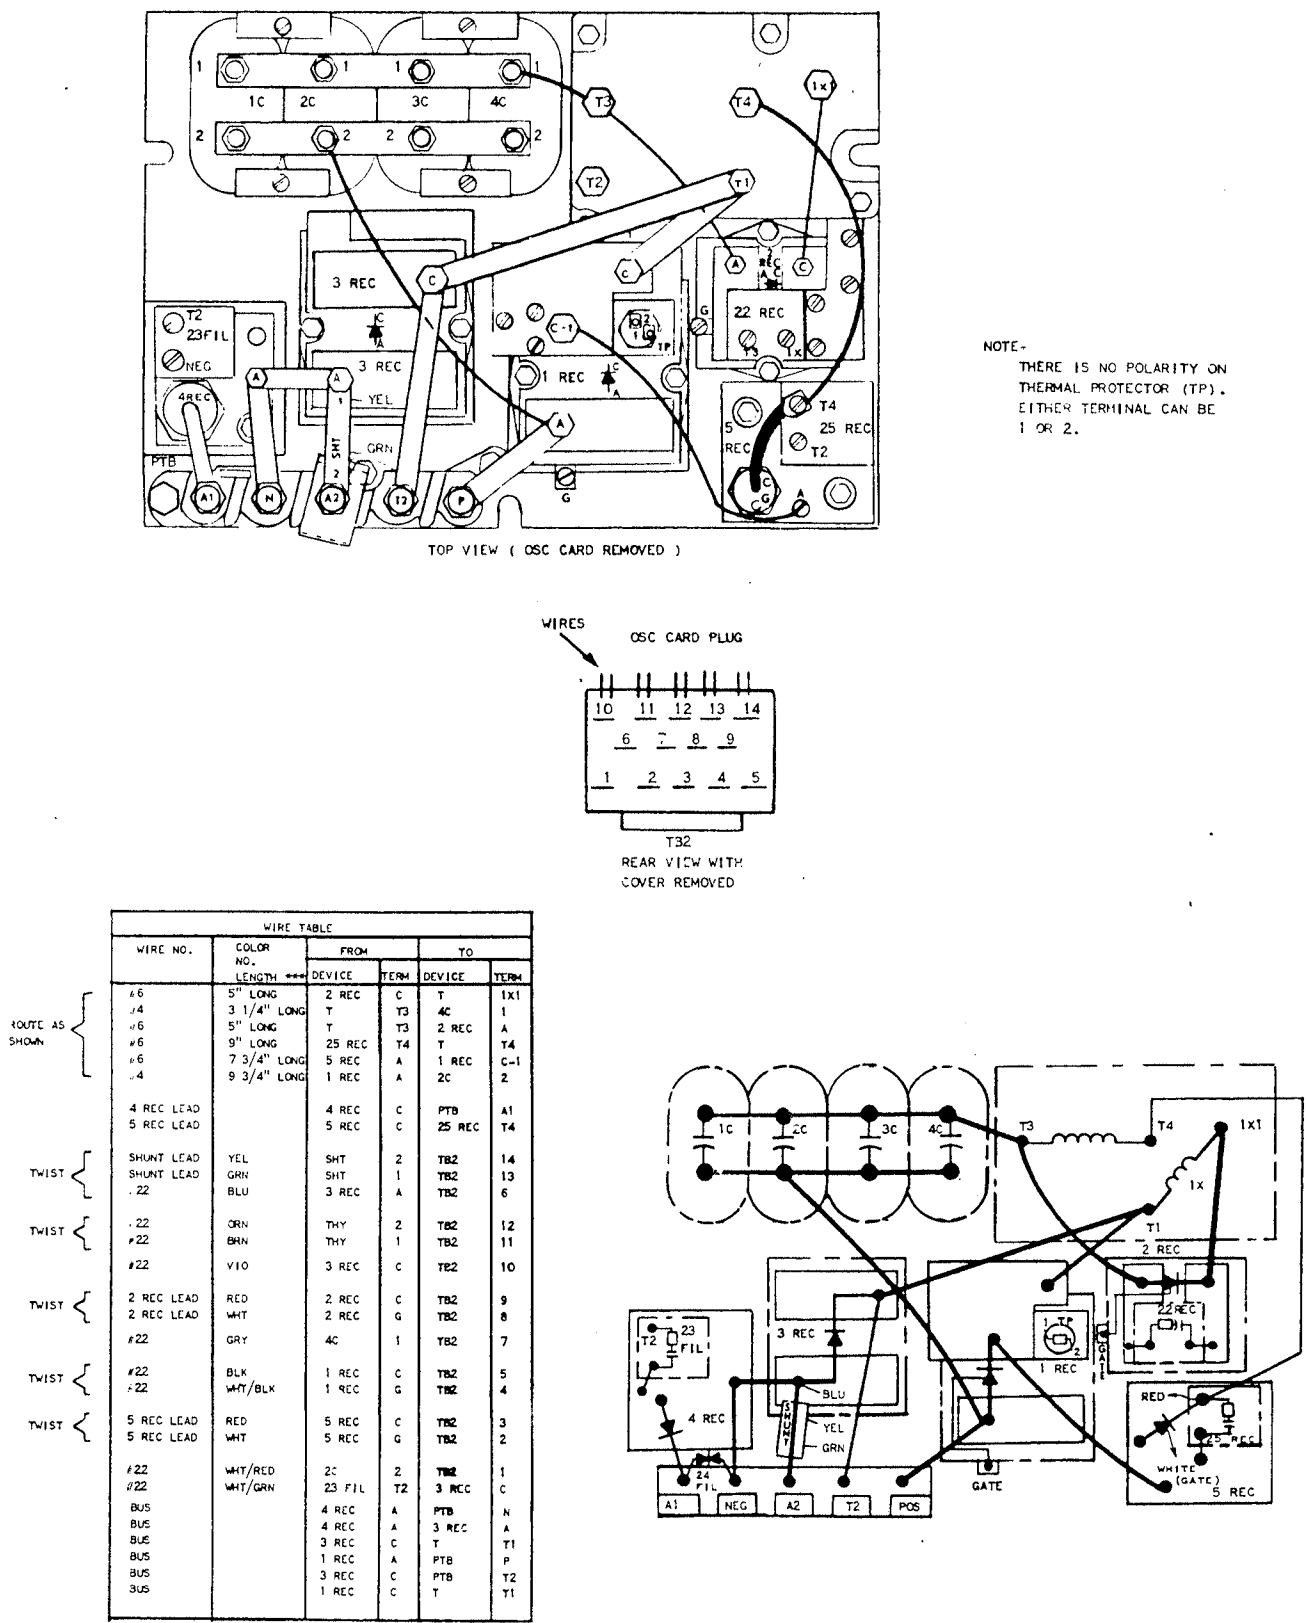 1 1 1 1
1C 2C 3C 4C
2 2 2 2
T3 T4 1x1
T2 T1
3 REC C
C
A
2 REC
A C
C
C
A
T2
23FIL
NEG
3 REC
C-1
1 2
TP
G
22 REC
T3 1x
A A
1
YEL
1 REC C
A
4REC
SHT
GRN
2
A
5 REC
T4
25 REC
T2
PTB
A1 N A2 T2 P
G
C
G
C
A
TOP VIEW ( OSC CARD REMOVED )
NOTE-
THERE IS NO POLARITY ON
THERMAL PROTECTOR (TP).
EITHER TERMINAL CAN BE
1 OR 2.
WIRES
OSC CARD PLUG
10 11 12 13 14
6 7 8 9
1 2 3 4 5
T32
REAR VIEW WITH
COVER REMOVED
WIRE TABLE
WIRE NO. COLOR NO. LENGTH *** FROM TO
DEVICE TERM DEVICE TERM
ROUTE AS SHOWN
#6 5" LONG 2 REC C T 1X1
#4 3 1/4" LONG T T3 4C 1
#6 5" LONG T T3 2 REC A
#6 9" LONG 25 REC T4 T T4
#6 7 3/4" LONG 5 REC A 1 REC C-1
#4 9 3/4" LONG 1 REC A 2C 2
4 REC LEAD 4 REC C PTB A1
5 REC LEAD 5 REC C 25 REC T4
TWIST
SHUNT LEAD YEL SHT 2 TB2 14
SHUNT LEAD GRN SHT 1 TB2 13
.22 BLU 3 REC A TB2 6
TWIST
.22 ORN THY 2 TB2 12
#22 BRN THY 1 TB2 11
#22 VIO 3 REC C TB2 10
TWIST
2 REC LEAD RED 2 REC C TB2 9
2 REC LEAD WHT 2 REC G TB2 8
#22 GRY 4C 1 TB2 7
TWIST
#22 BLK 1 REC C TB2 5
#22 WHT/BLK 1 REC G TB2 4
TWIST
5 REC LEAD RED 5 REC C TB2 3
5 REC LEAD WHT 5 REC G TB2 2
#22 WHT/RED 2C 2 TB2 1
#22 WHT/GRN 23 FIL T2 3 REC C
BUS 4 REC A PTB N
BUS 4 REC A 3 REC A
BUS 3 REC C T T1
BUS 1 REC A PTB P
BUS 3 REC C PTB T2
BUS 1 REC C T T1
1C 2C 3C 4C
T3 T4 1X1
1x
T1
2 REC
22REC
3 REC
T2 23 FIL
1 TP 2
1 REC
GATE
BLU
SHUNT
YEL
GRN
4 REC
24 FIL
A1 NEG A2 T2 POS
GATE
RED
25 REC
WHITE
(GATE)
5 REC